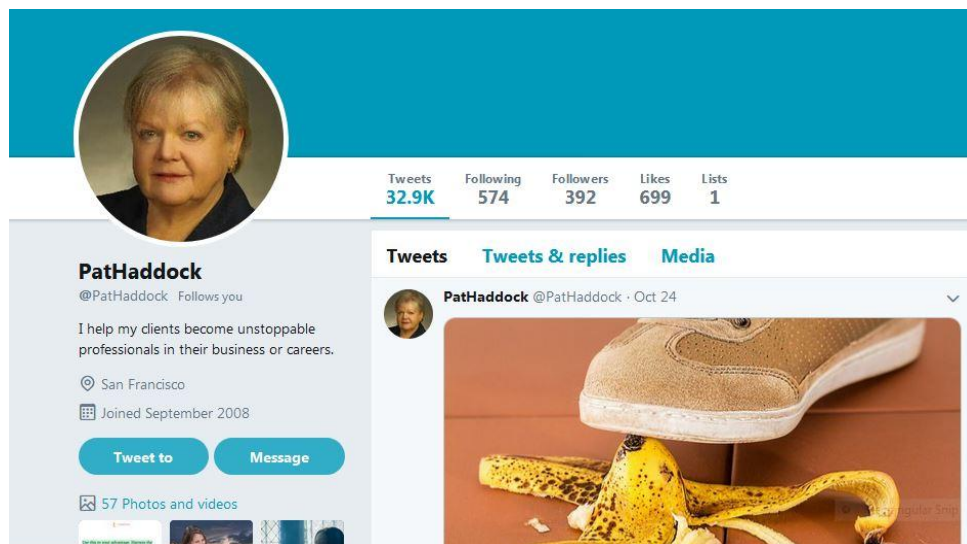 Tweets Following Followers Likes Lists
32.9K 574 392 699 1
Tweets Tweets & replies Media
PatHaddock
@PatHaddock Follows you
I help my clients become unstoppable
professionals in their business or careers.
San Francisco
Joined September 2008
Tweet to Message
57 Photos and videos
PatHaddock @PatHaddock · Oct 24